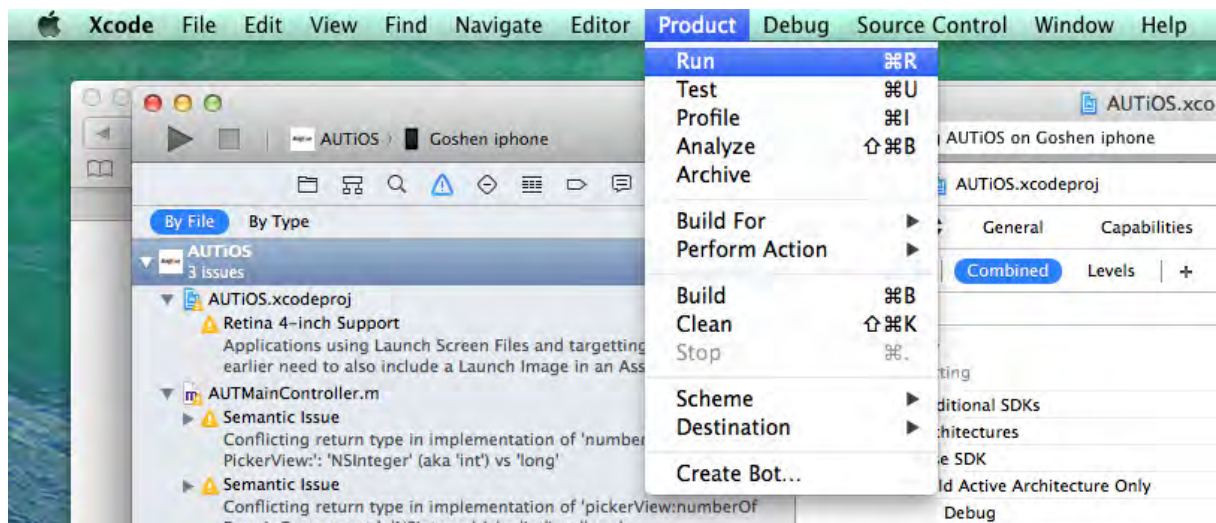 Xcode File Edit View Find Navigate Editor Product Debug Source Control Window Help
Run ⌘R
Test ⌘U
Profile ⌘I
Analyze ⇧⌘B
Archive
Build For ▶
Perform Action ▶
Build ⌘B
Clean ⇧⌘K
Stop ⌘.
Scheme ▶
Destination ▶
Create Bot...
AUTiOS.xco
AUTiOS 〉 Goshen iphone
AUTiOS on Goshen iphone
AUTiOS.xcodeproj
By File By Type
General Capabilities
AUTiOS
3 issues
Combined Levels +
AUTiOS.xcodeproj
Retina 4-inch Support
Applications using Launch Screen Files and targetting
earlier need to also include a Launch Image in an Ass
AUTMainController.m
Semantic Issue
Conflicting return type in implementation of 'number
PickerView:': 'NSInteger' (aka 'int') vs 'long'
Semantic Issue
Conflicting return type in implementation of 'pickerView:numberOf
ting
ditional SDKs
hitectures
e SDK
ld Active Architecture Only
Debug